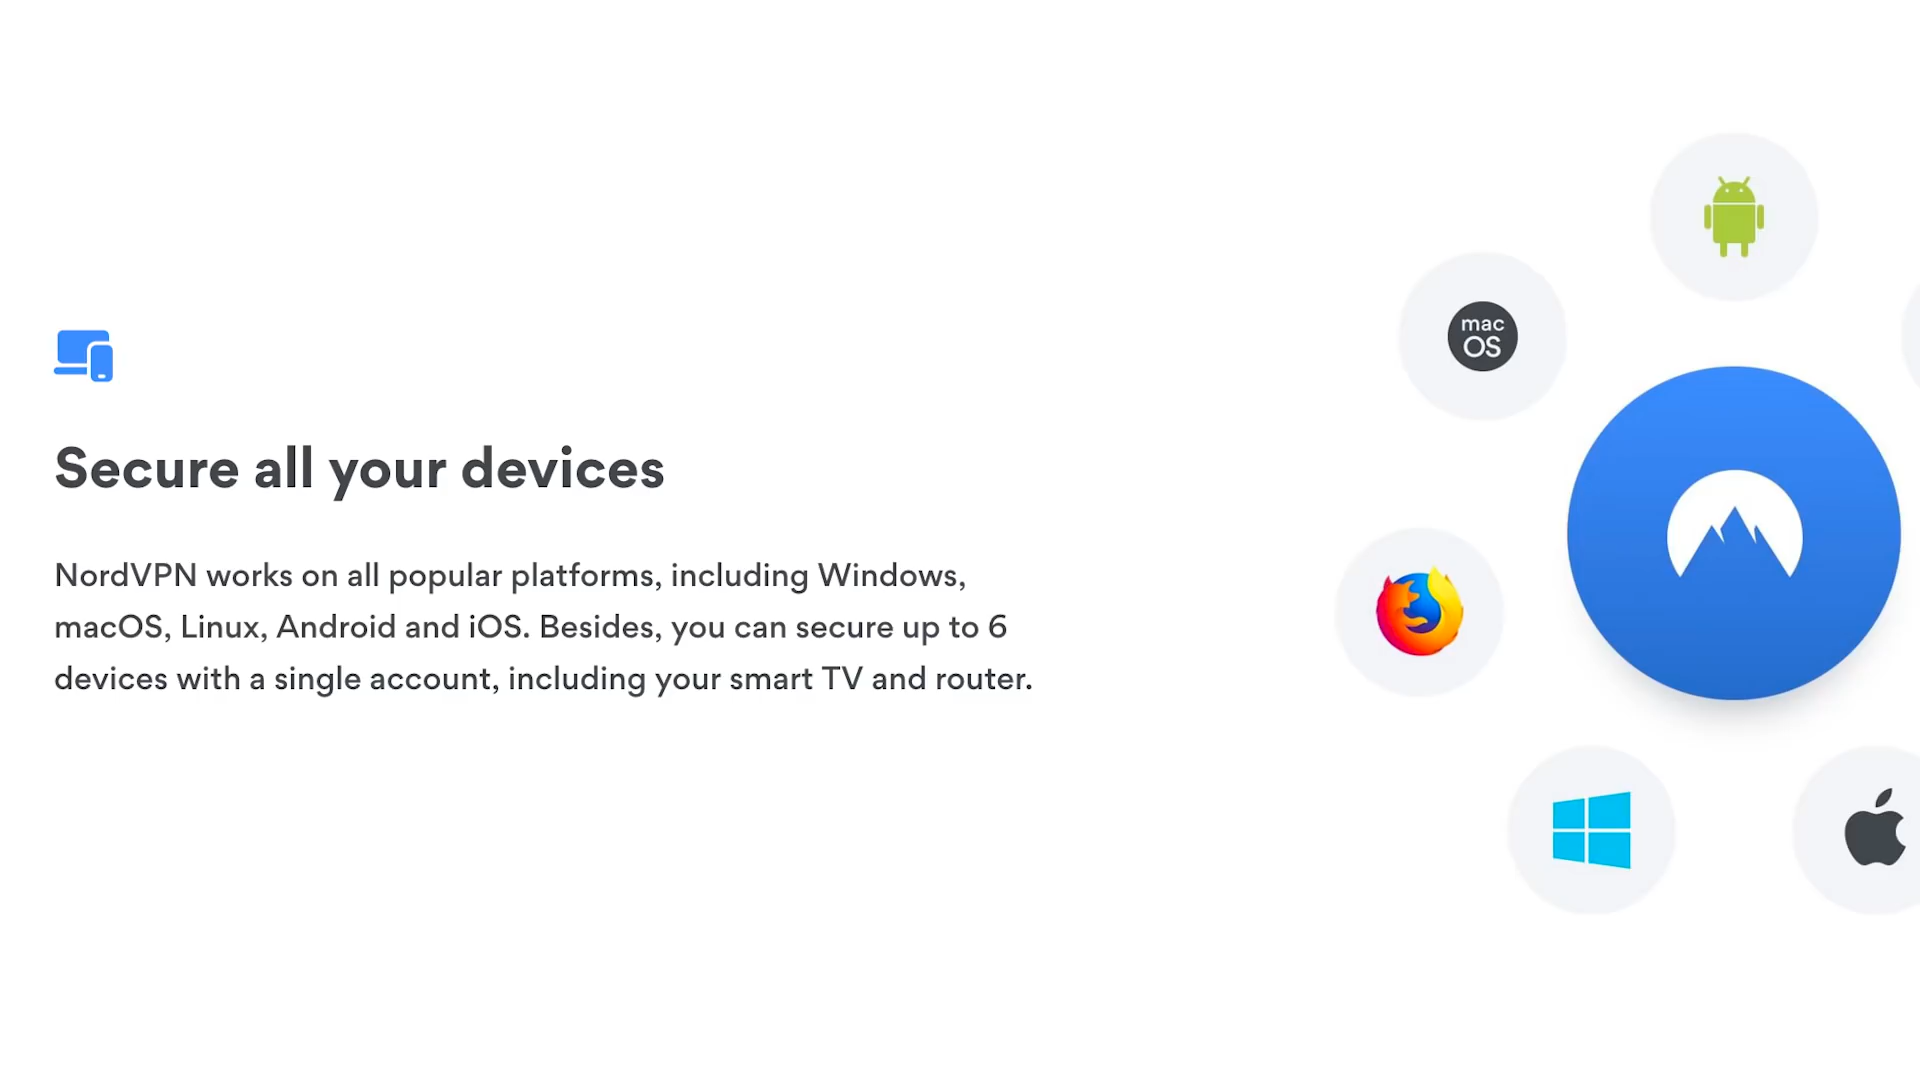 mac
OS
Secure all your devices
NordVPN works on all popular platforms, including Windows,
macOS, Linux, Android and iOS. Besides, you can secure up to 6
devices with a single account, including your smart TV and router.